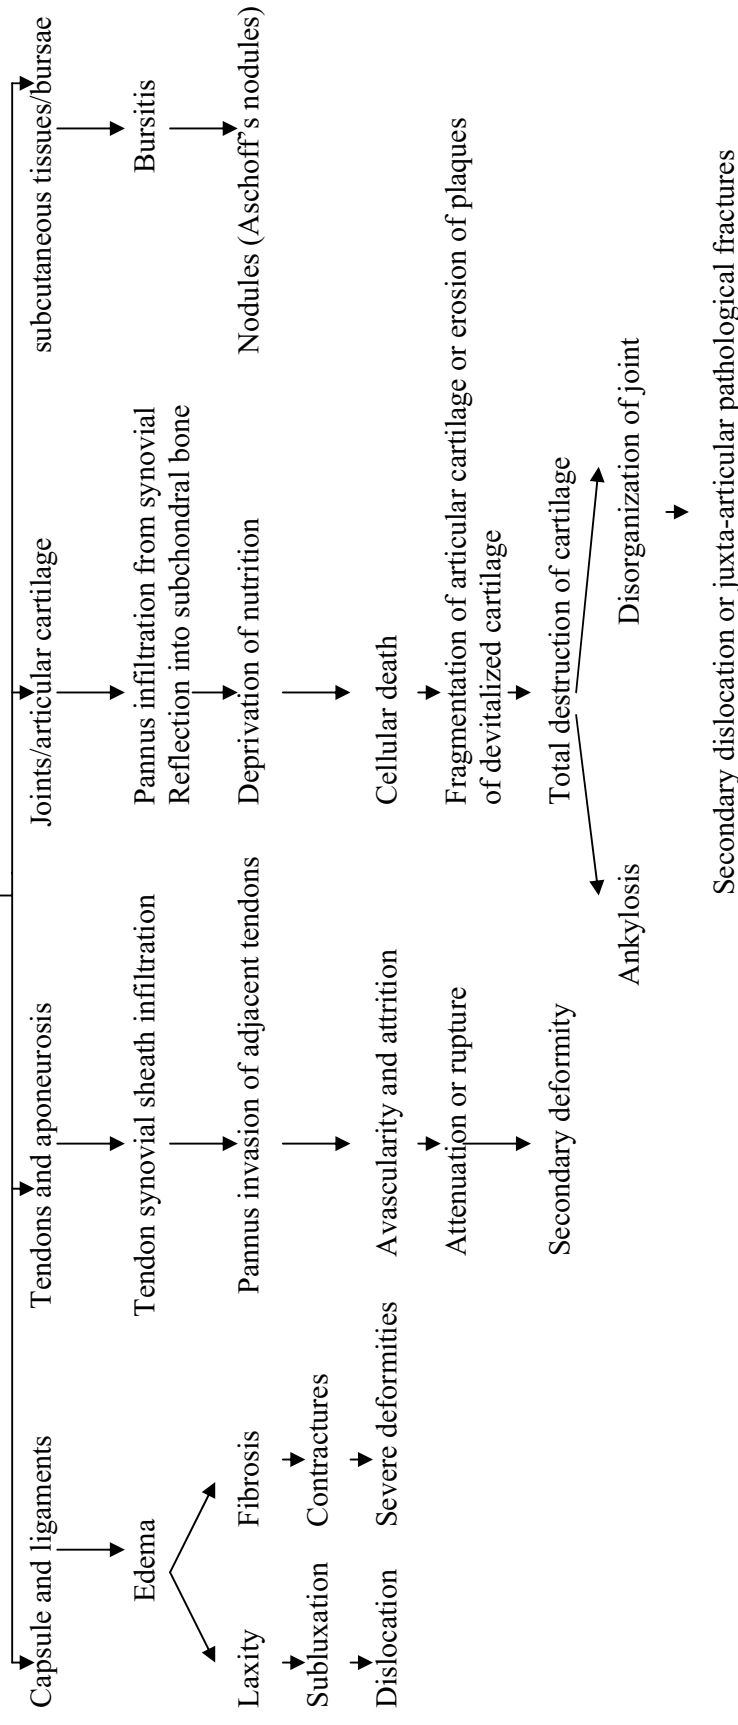 Capsule and ligaments
Tendons and aponeurosis
Joints/articular cartilage
subcutaneous tissues/bursae
Edema
Tendon synovial sheath infiltration
Pannus infiltration from synovial
Reflection into subchondral bone
Bursitis
Laxity
Fibrosis
Pannus invasion of adjacent tendons
Deprivation of nutrition
Nodules (Aschoff's nodules)
Subluxation
Contractures
Dislocation
Severe deformities
Avascularity and attrition
Cellular death
Attenuation or rupture
Fragmentation of articular cartilage or erosion of plaques
of devitalized cartilage
Secondary deformity
Total destruction of cartilage
Ankylosis
Disorganization of joint
Secondary dislocation or juxta-articular pathological fractures